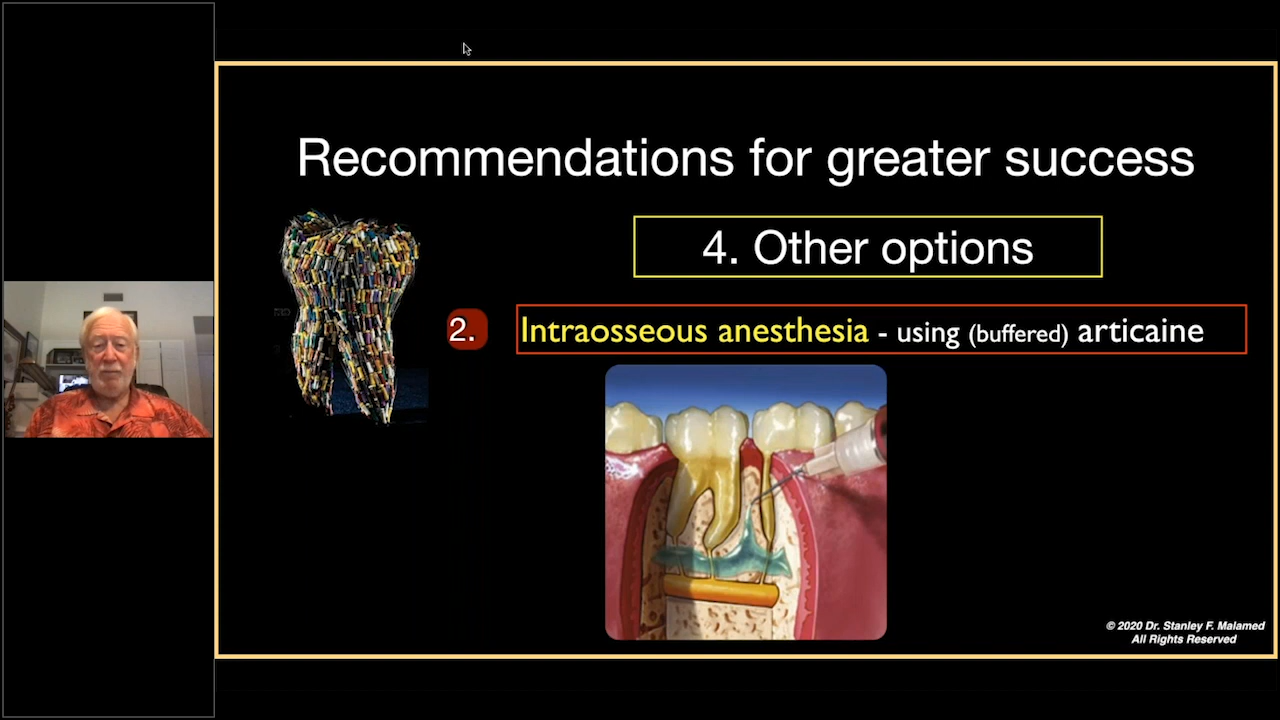 Recommendations for greater success
4. Other options
2. Intraosseous anesthesia - using (buffered) articaine
© 2020 Dr. Stanley F. Malamed
All Rights Reserved